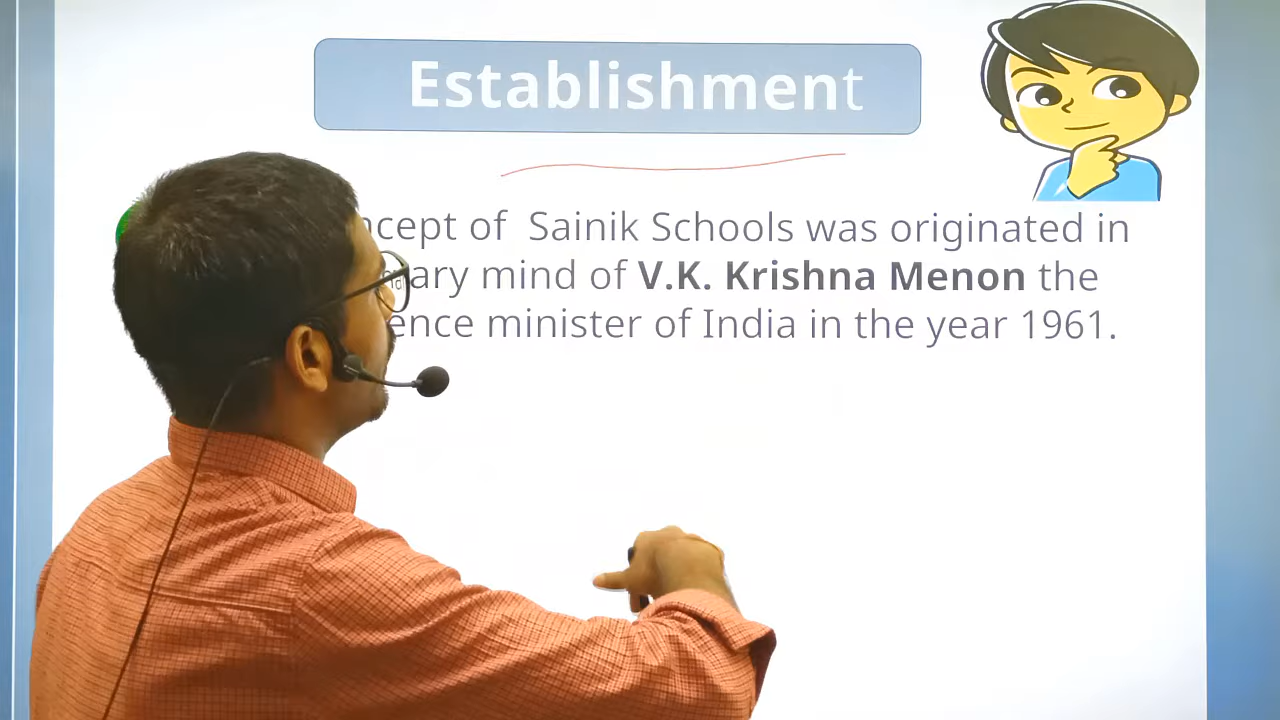 Establishment
ncept of Sainik Schools was originated in
ary mind of V.K. Krishna Menon the
ence minister of India in the year 1961.